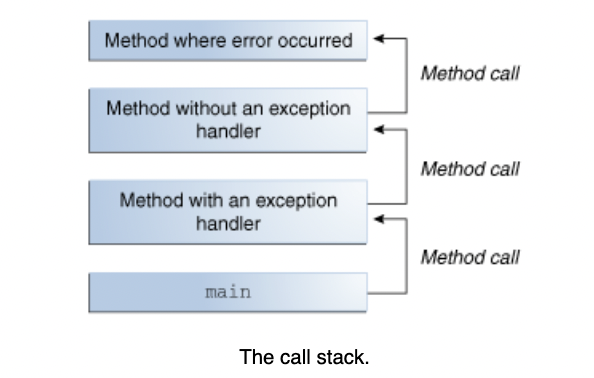 Method where error occurred
Method call
Method without an exception
handler
Method call
Method with an exception
handler
Method call
main
The call stack.